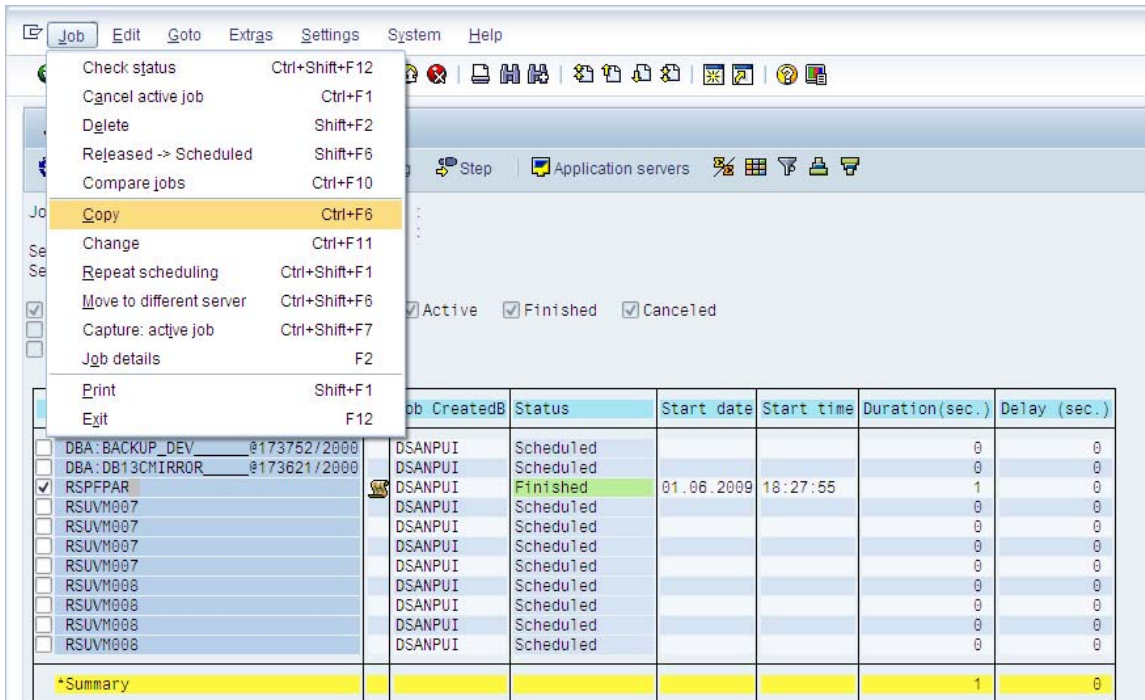 Job Edit Goto Extras Settings System Help
Check status Ctrl+Shift+F12
Cancel active job Ctrl+F1
Delete Shift+F2
Released -> Scheduled Shift+F6
Compare jobs Ctrl+F10
Copy Ctrl+F6
Change Ctrl+F11
Repeat scheduling Ctrl+Shift+F1
Move to different server Ctrl+Shift+F6
Capture: active job Ctrl+Shift+F7
Job details F2
Print Shift+F1
Exit F12
Step Application servers
Jo :
:
Se
Se
Active Finished Canceled
ob CreatedB Status Start date Start time Duration(sec.) Delay (sec.)
DBA:BACKUP_DEV______@173752/2000 DSANPUI Scheduled 0 0
DBA:DB13CMIRROR_____@173621/2000 DSANPUI Scheduled 0 0
RSPFPAR DSANPUI Finished 01.06.2009 18:27:55 1 0
RSUVM007 DSANPUI Scheduled 0 0
RSUVM007 DSANPUI Scheduled 0 0
RSUVM007 DSANPUI Scheduled 0 0
RSUVM007 DSANPUI Scheduled 0 0
RSUVM008 DSANPUI Scheduled 0 0
RSUVM008 DSANPUI Scheduled 0 0
RSUVM008 DSANPUI Scheduled 0 0
RSUVM008 DSANPUI Scheduled 0 0
*Summary 1 0